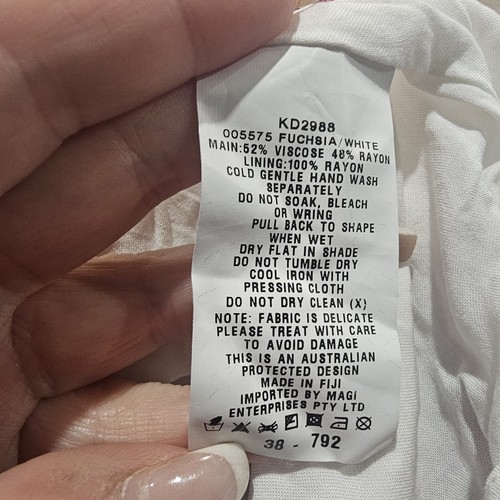 KD2988
005575 FUCHSIA/WHITE
MAIN:52% VISCOSE 48% RAYON
LINING:100% RAYON
COLD GENTLE HAND WASH
SEPARATELY
DO NOT SOAK, BLEACH
OR WRING
PULL BACK TO SHAPE
WHEN WET
DRY FLAT IN SHADE
DO NOT TUMBLE DRY
COOL IRON WITH
PRESSING CLOTH
DO NOT DRY CLEAN (X)
NOTE: FABRIC IS DELICATE
PLEASE TREAT WITH CARE
TO AVOID DAMAGE
THIS IS AN AUSTRALIAN
PROTECTED DESIGN
MADE IN FIJI
IMPORTED BY MAGI
ENTERPRISES PTY LTD
38 - 792